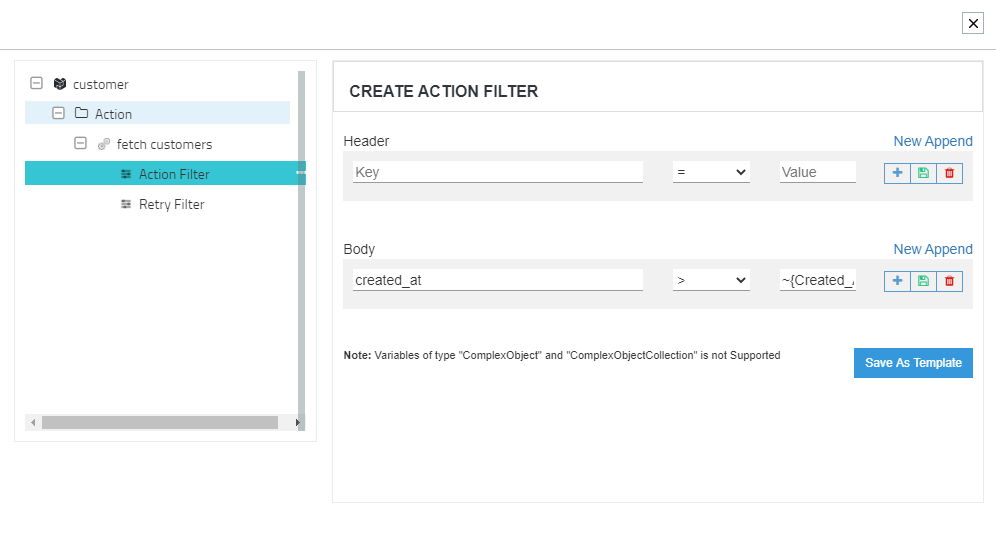 customer
Action
fetch customers
Action Filter
Retry Filter
CREATE ACTION FILTER
Header New Append
Key = Value
Body New Append
created_at > ~{Created_
Note: Variables of type "ComplexObject" and "ComplexObjectCollection" is not Supported
Save As Template